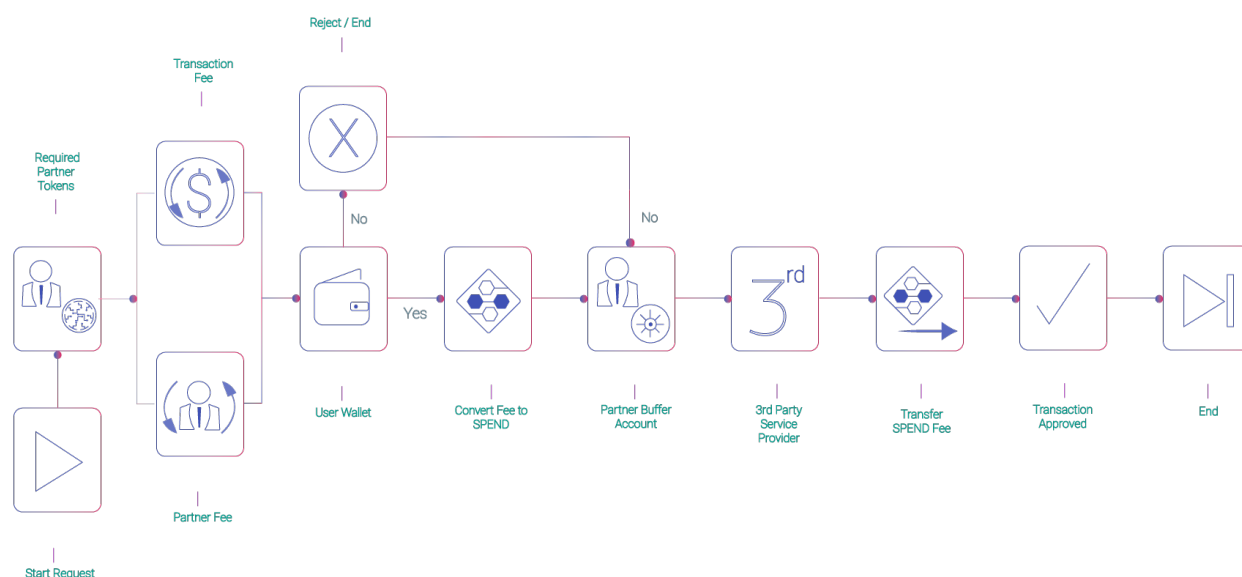 Reject / End
Transaction
Fee
$
X
Required
Partner
Tokens
No
No
3rd
Yes
User Wallet
Convert Fee to
SPEND
Partner Buffer
Account
3rd Party
Service
Provider
Transfer
SPEND Fee
Transaction
Approved
End
Partner Fee
Start Request